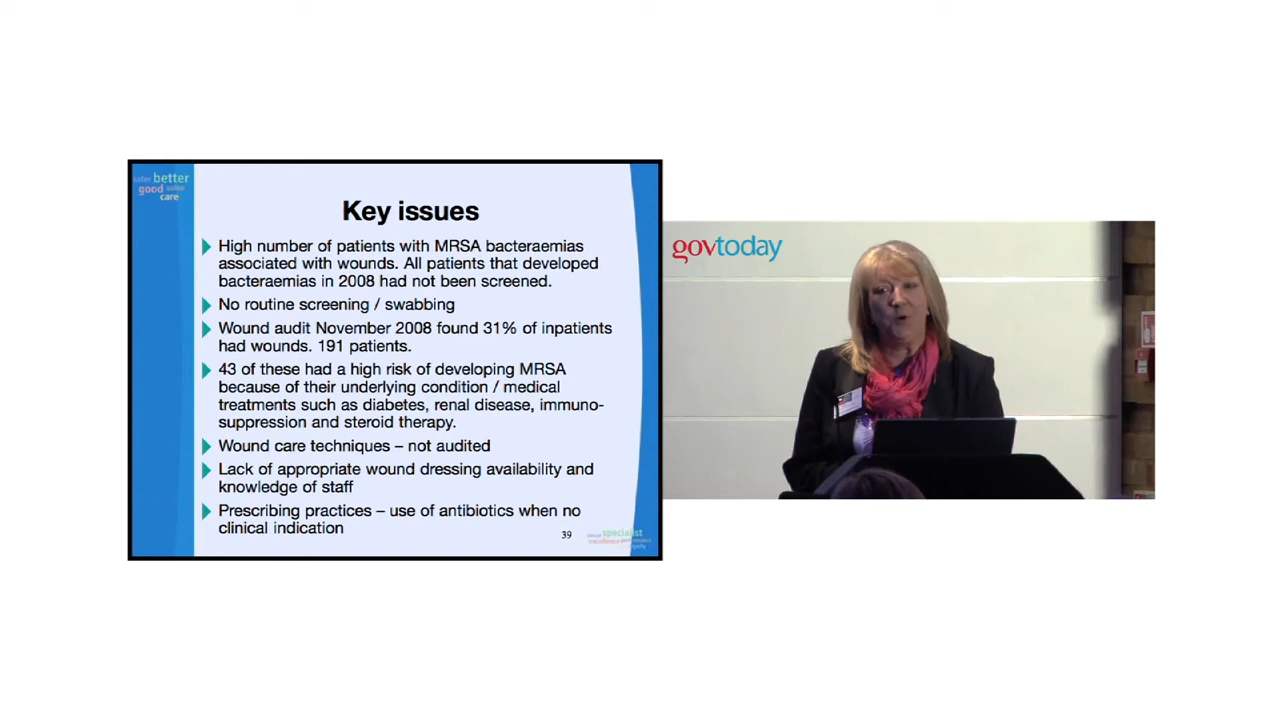 better
good
care
Key issues
High number of patients with MRSA bacteraemias
associated with wounds. All patients that developed
bacteraemias in 2008 had not been screened.
No routine screening / swabbing
Wound audit November 2008 found 31% of inpatients
had wounds. 191 patients.
43 of these had a high risk of developing MRSA
because of their underlying condition / medical
treatments such as diabetes, renal disease, immuno-
suppression and steroid therapy.
Wound care techniques – not audited
Lack of appropriate wound dressing availability and
knowledge of staff
Prescribing practices – use of antibiotics when no
clinical indication
39
specialist
govtoday